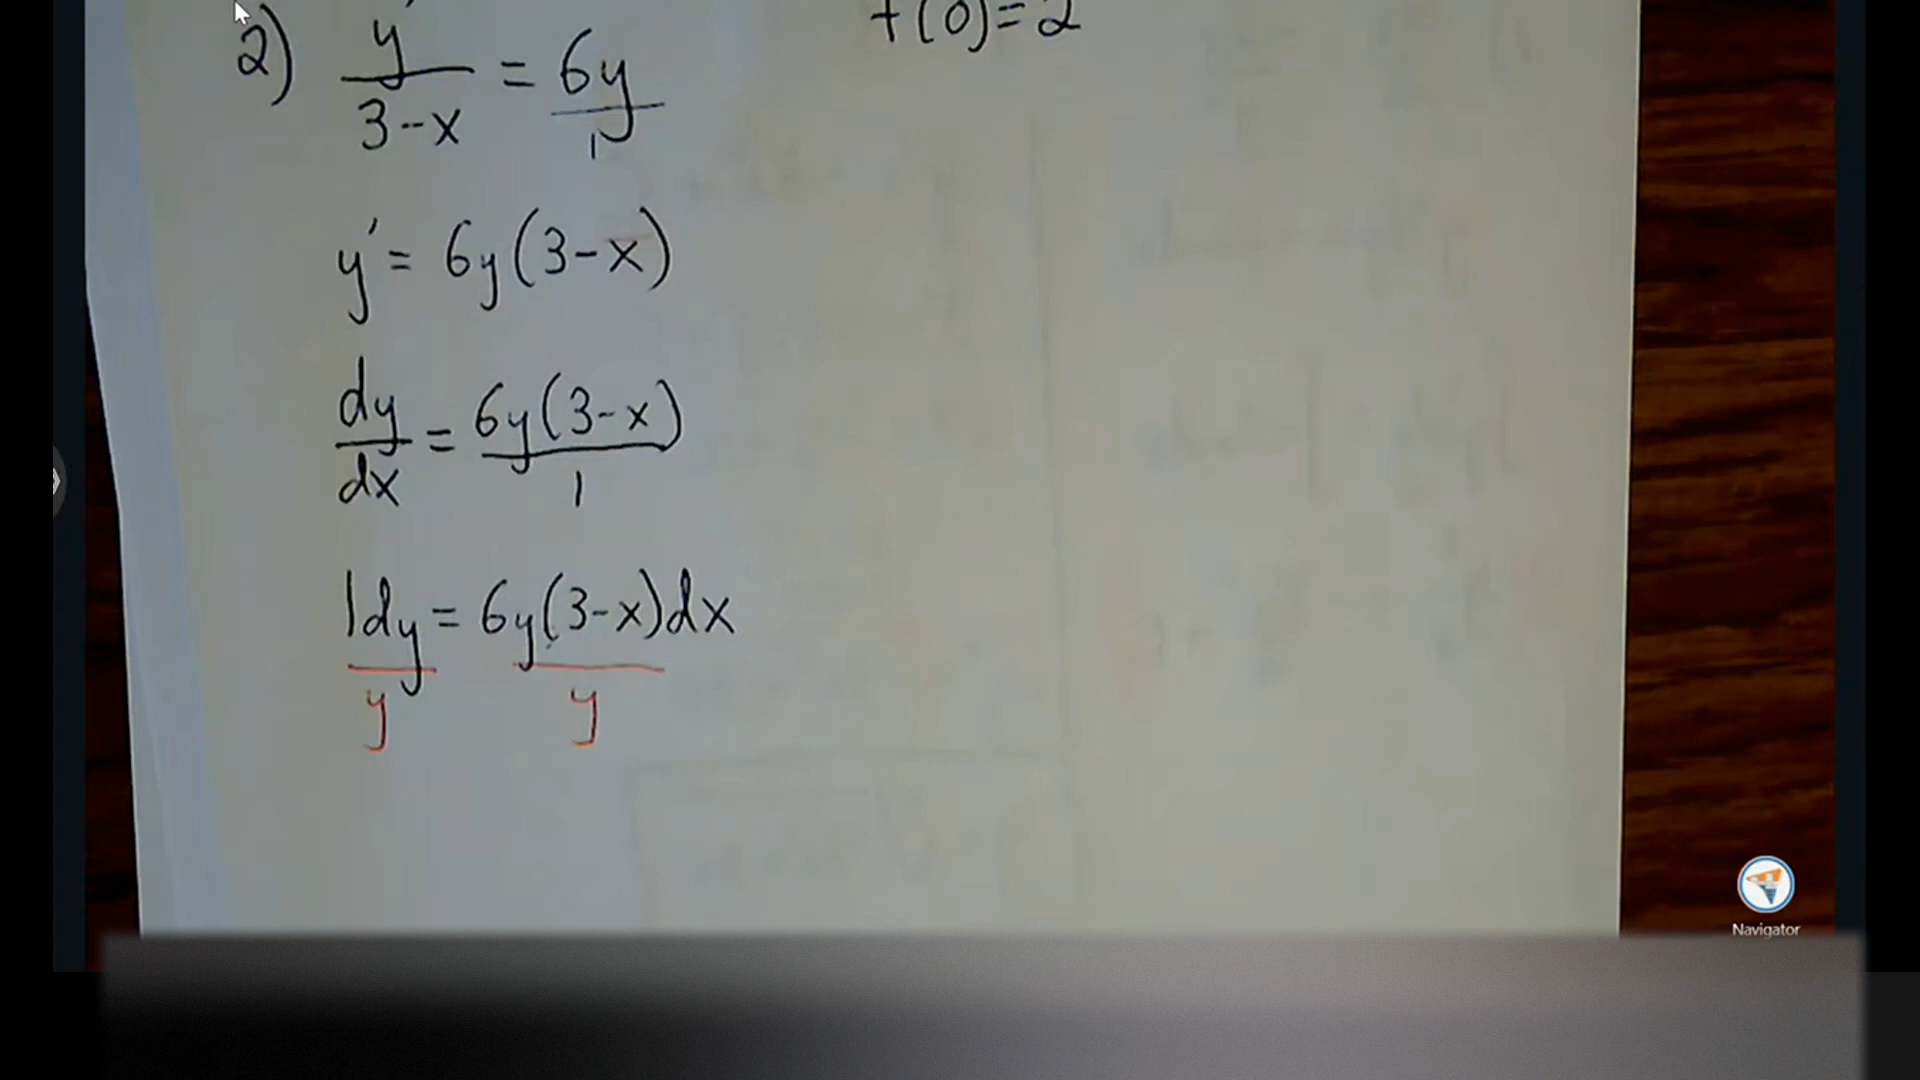 2) y' / 3-x = 6y / 1
f(0)=2
y' = 6y(3-x)
dy/dx = 6y(3-x) / 1
1dy = 6y(3-x)dx
y y
Navigator